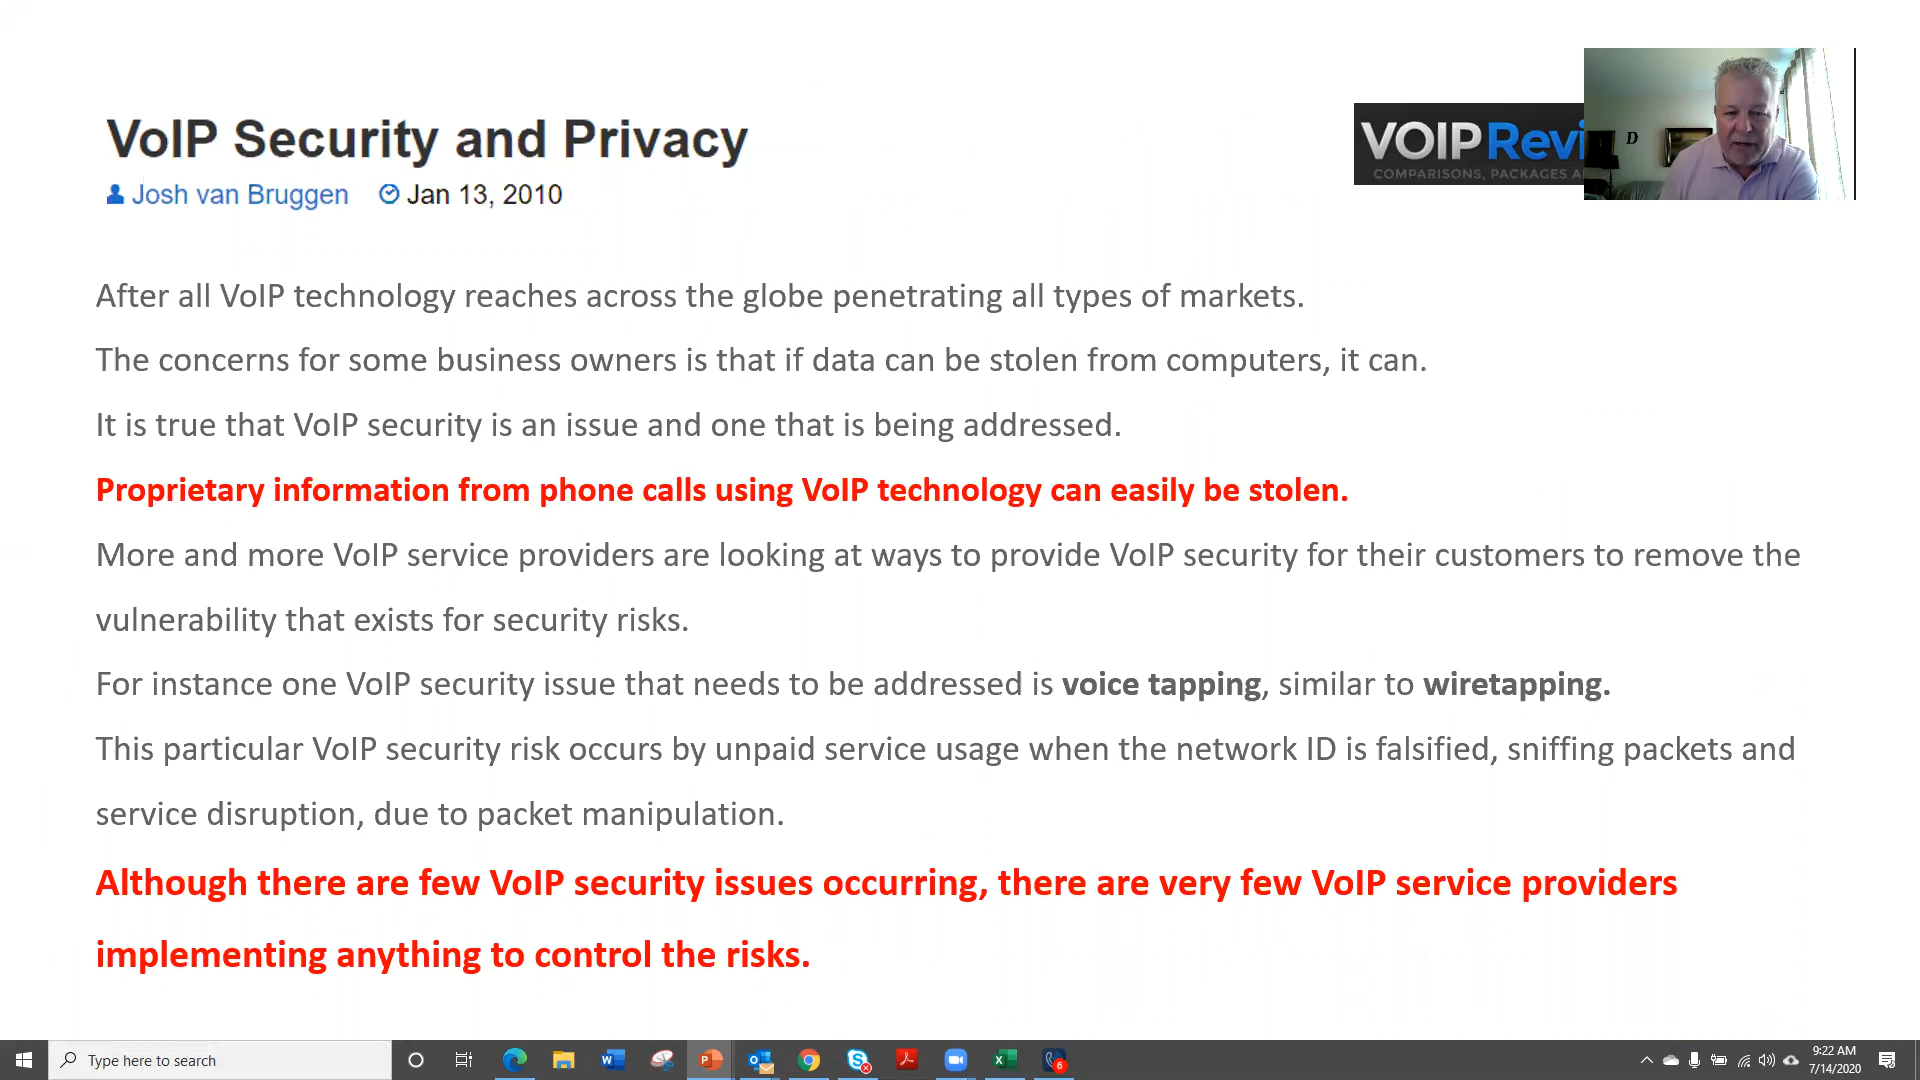 VoIP Security and Privacy
Josh van Bruggen Jan 13, 2010
VOIP Revi
COMPARISONS, PACKAGES A
D
After all VoIP technology reaches across the globe penetrating all types of markets.
The concerns for some business owners is that if data can be stolen from computers, it can.
It is true that VoIP security is an issue and one that is being addressed.
Proprietary information from phone calls using VoIP technology can easily be stolen.
More and more VoIP service providers are looking at ways to provide VoIP security for their customers to remove the
vulnerability that exists for security risks.
For instance one VoIP security issue that needs to be addressed is voice tapping, similar to wiretapping.
This particular VoIP security risk occurs by unpaid service usage when the network ID is falsified, sniffing packets and
service disruption, due to packet manipulation.
Although there are few VoIP security issues occurring, there are very few VoIP service providers
implementing anything to control the risks.
Type here to search
6
9:22 AM
7/14/2020